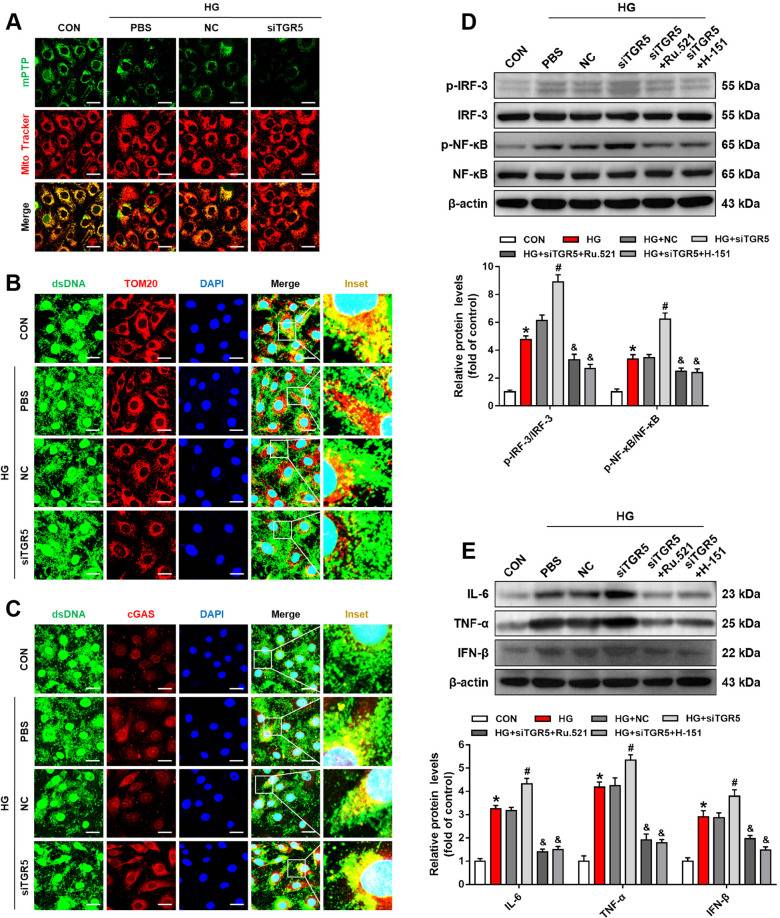 A
HG
CON PBS NC siTGR5
mPTP
Mito Tracker
Merge
B
dsDNA TOM20 DAPI Merge Inset
CON
HG
PBS
NC
siTGR5
C
dsDNA cGAS DAPI Merge Inset
CON
HG
PBS
NC
siTGR5
D
HG
CON PBS NC siTGR5 siTGR5 +Ru.521 siTGR5 +H-151
p-IRF-3 55 kDa
IRF-3 55 kDa
p-NF-κB 65 kDa
NF-κB 65 kDa
β-actin 43 kDa
CON HG HG+NC HG+siTGR5
HG+siTGR5+Ru.521 HG+siTGR5+H-151
Relative protein levels
(fold of control)
10
8
6
4
2
0
* # & & * # & &
p-IRF-3/IRF-3 p-NF-κB/NF-κB
E
HG
CON PBS NC siTGR5 siTGR5 +Ru.521 siTGR5 +H-151
IL-6 23 kDa
TNF-α 25 kDa
IFN-β 22 kDa
β-actin 43 kDa
CON HG HG+NC HG+siTGR5
HG+siTGR5+Ru.521 HG+siTGR5+H-151
Relative protein levels
(fold of control)
6
5
4
3
2
1
0
* # & & * # & & * # & &
IL-6 TNF-α IFN-β